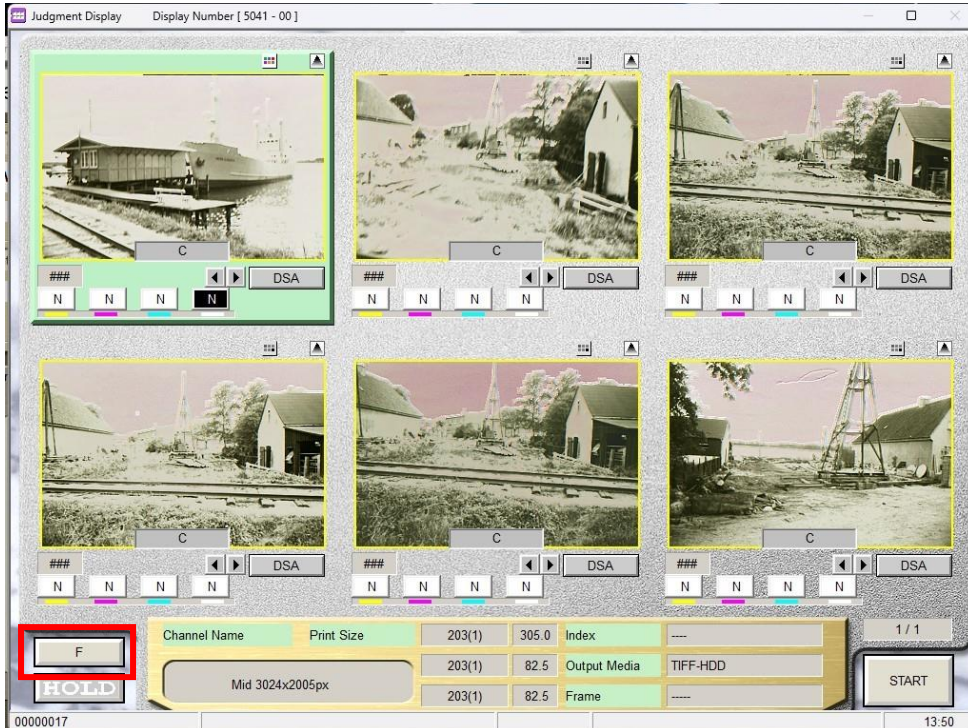 Judgment Display Display Number [ 5041 - 00 ]
C
C
### DSA
### DSA
### DSA
N N N N
N N N N
N N N N
C
C
C
### DSA
### DSA
### DSA
N N N N
N N N N
N N N N
F
HOLD
Channel Name Print Size 203(1) 305.0 Index ----
Mid 3024x2005px
203(1) 82.5 Output Media TIFF-HDD
203(1) 82.5 Frame -----
1 / 1
START
00000017 13:50